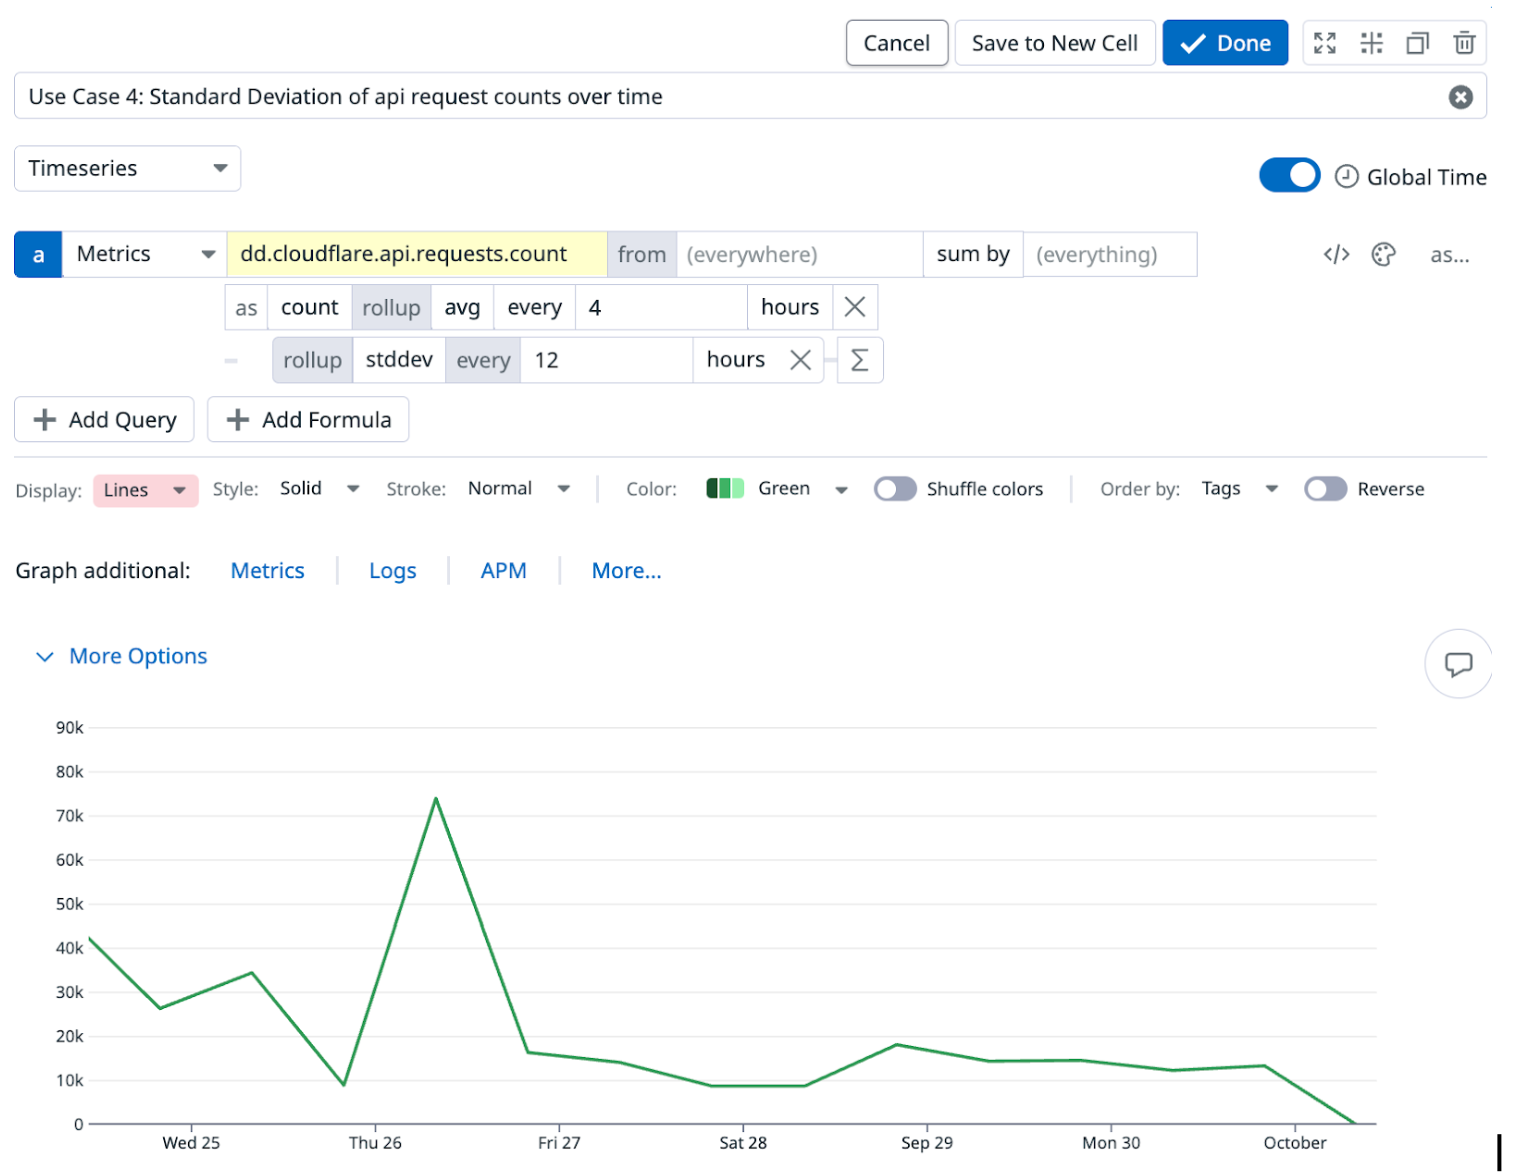 Cancel Save to New Cell Done
Use Case 4: Standard Deviation of api request counts over time
Timeseries Global Time
a Metrics dd.cloudflare.api.requests.count from (everywhere) sum by (everything) </> as...
as count rollup avg every 4 hours
rollup stddev every 12 hours Σ
+ Add Query + Add Formula
Display: Lines Style: Solid Stroke: Normal Color: Green Shuffle colors Order by: Tags Reverse
Graph additional: Metrics Logs APM More...
More Options
90k
80k
70k
60k
50k
40k
30k
20k
10k
0
Wed 25 Thu 26 Fri 27 Sat 28 Sep 29 Mon 30 October